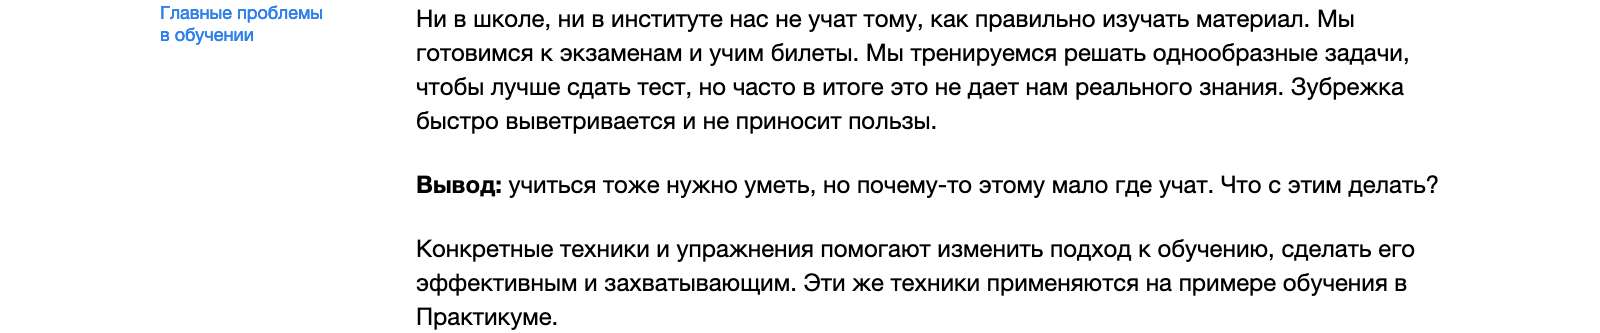 Главные проблемы
в обучении
Ни в школе, ни в институте нас не учат тому, как правильно изучать материал. Мы
готовимся к экзаменам и учим билеты. Мы тренируемся решать однообразные задачи,
чтобы лучше сдать тест, но часто в итоге это не дает нам реального знания. Зубрежка
быстро выветривается и не приносит пользы.
Вывод: учиться тоже нужно уметь, но почему-то этому мало где учат. Что с этим делать?
Конкретные техники и упражнения помогают изменить подход к обучению, сделать его
эффективным и захватывающим. Эти же техники применяются на примере обучения в
Практикуме.